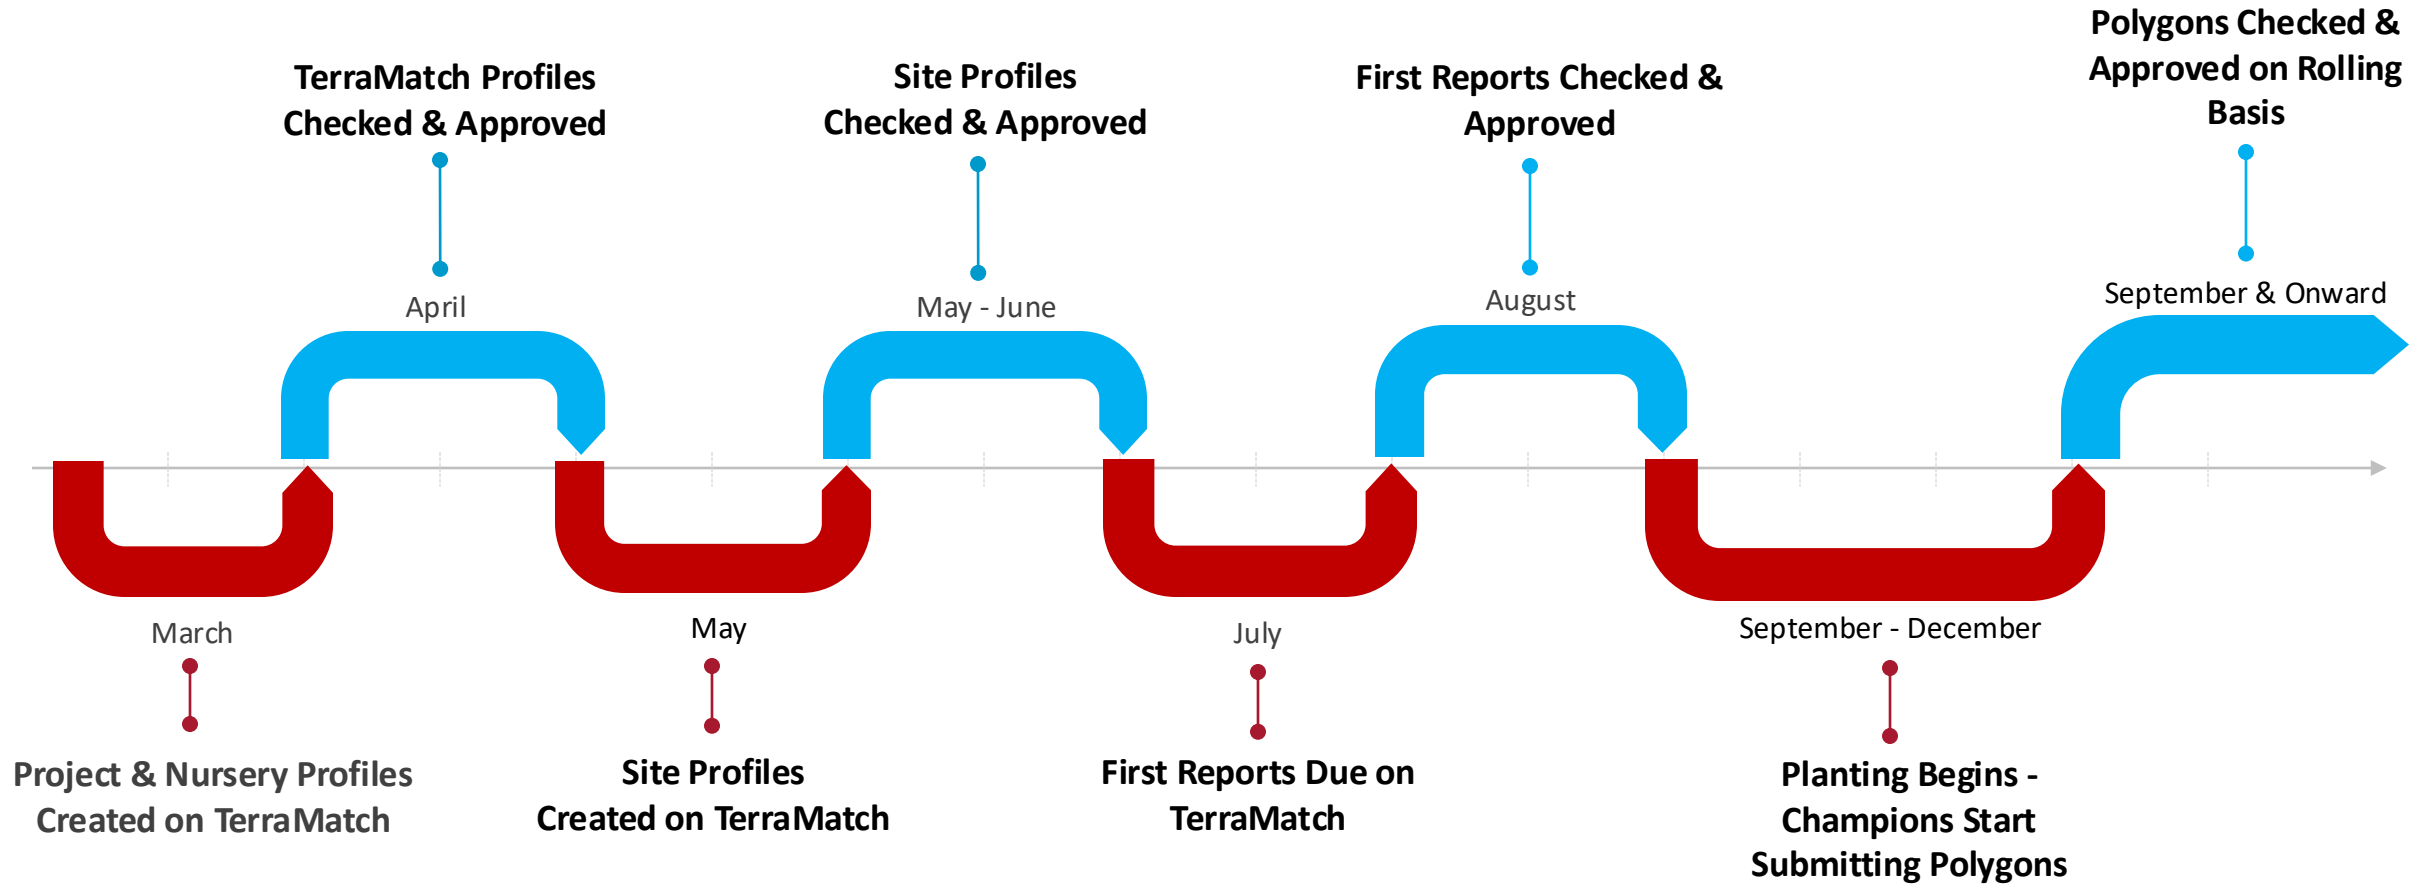 TerraMatch Profiles
Checked & Approved
April
Site Profiles
Checked & Approved
May - June
First Reports Checked &
Approved
August
Polygons Checked &
Approved on Rolling
Basis
September & Onward
March
Project & Nursery Profiles
Created on TerraMatch
May
Site Profiles
Created on TerraMatch
July
First Reports Due on
TerraMatch
September - December
Planting Begins -
Champions Start
Submitting Polygons